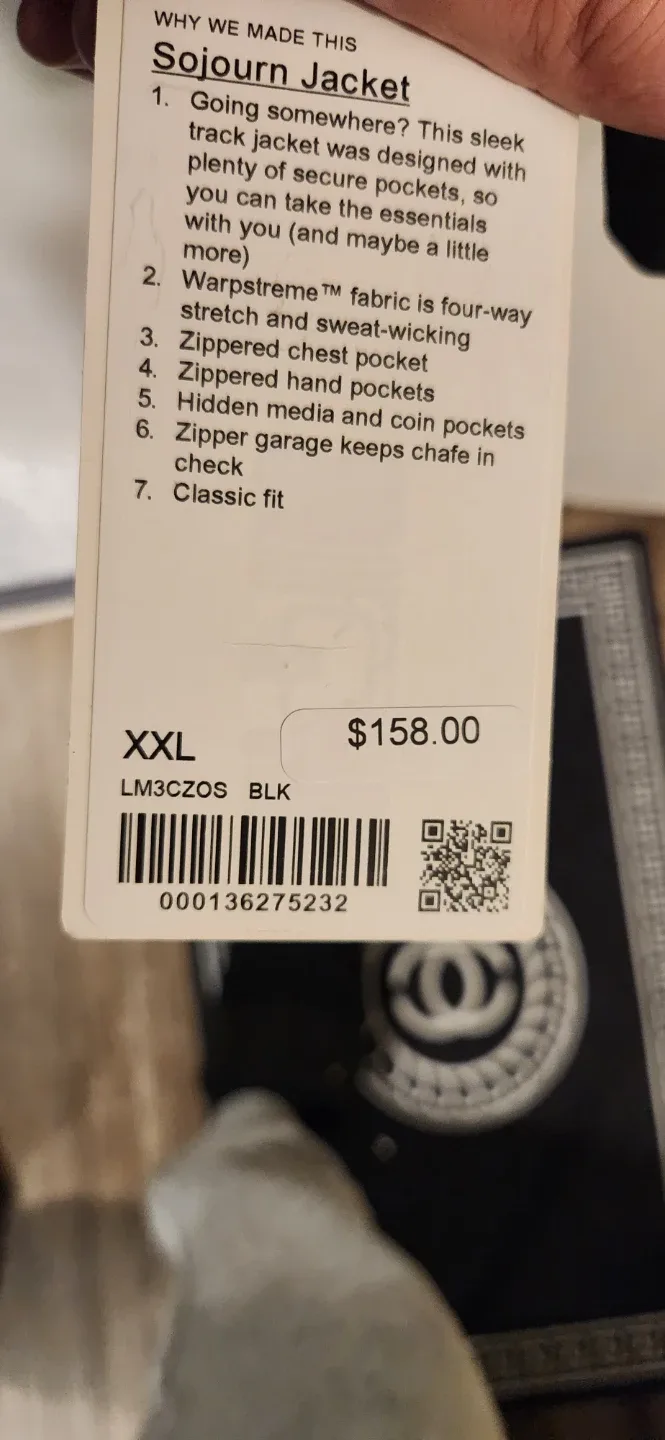 WHY WE MADE THIS
Sojourn Jacket
1. Going somewhere? This sleek
track jacket was designed with
plenty of secure pockets, so
you can take the essentials
with you (and maybe a little
more)
2. Warpstreme™ fabric is four-way
stretch and sweat-wicking
3. Zippered chest pocket
4. Zippered hand pockets
5. Hidden media and coin pockets
6. Zipper garage keeps chafe in
check
7. Classic fit
XXL
$158.00
LM3CZOS BLK
000136275232